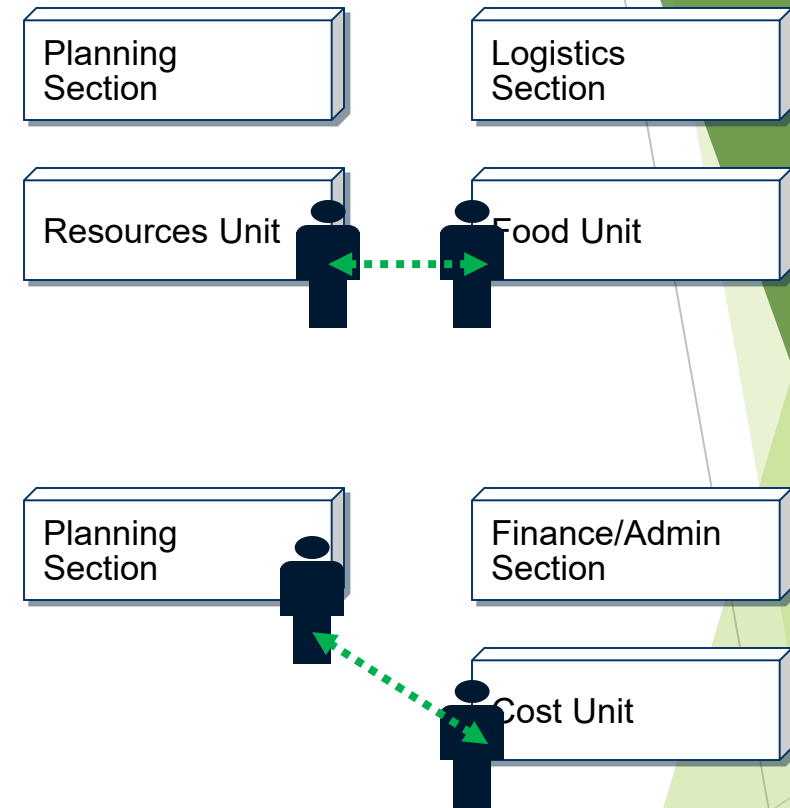 Planning
Section
Logistics
Section
Resources Unit
Food Unit
Planning
Section
Finance/Admin
Section
Cost Unit